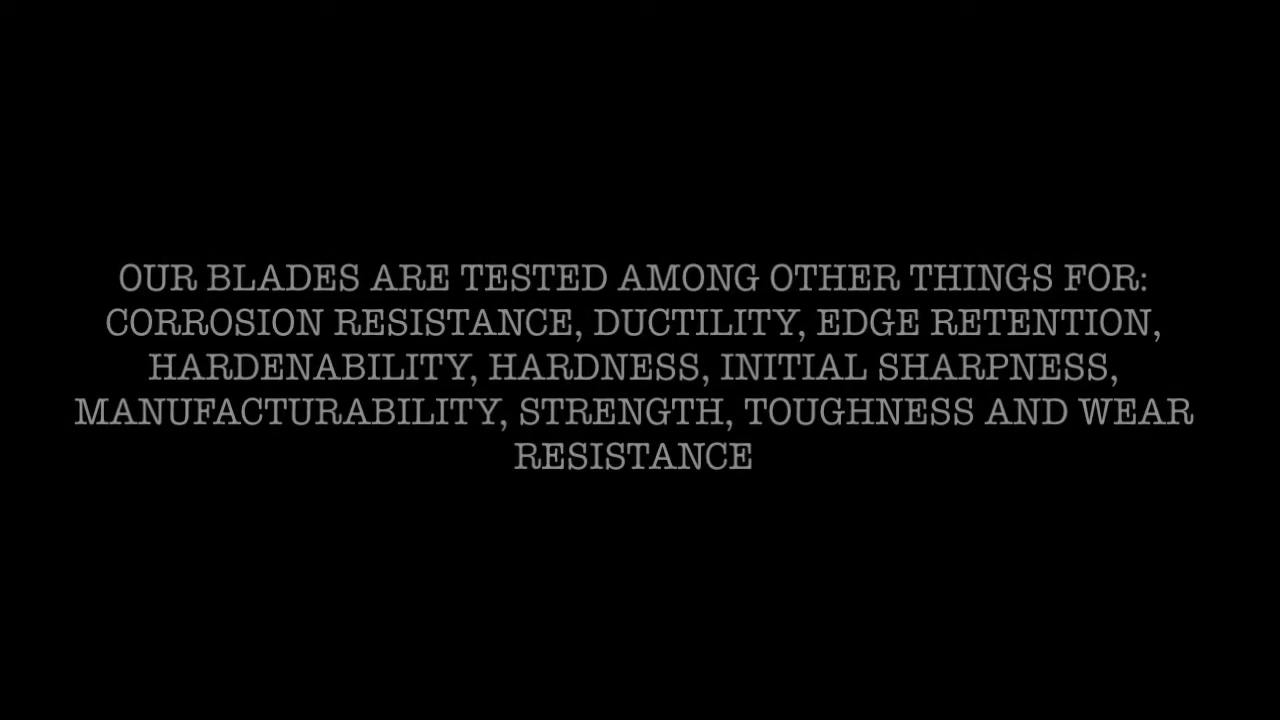 OUR BLADES ARE TESTED AMONG OTHER THINGS FOR:
CORROSION RESISTANCE, DUCTILITY, EDGE RETENTION,
HARDENABILITY, HARDNESS, INITIAL SHARPNESS,
MANUFACTURABILITY, STRENGTH, TOUGHNESS AND WEAR
RESISTANCE